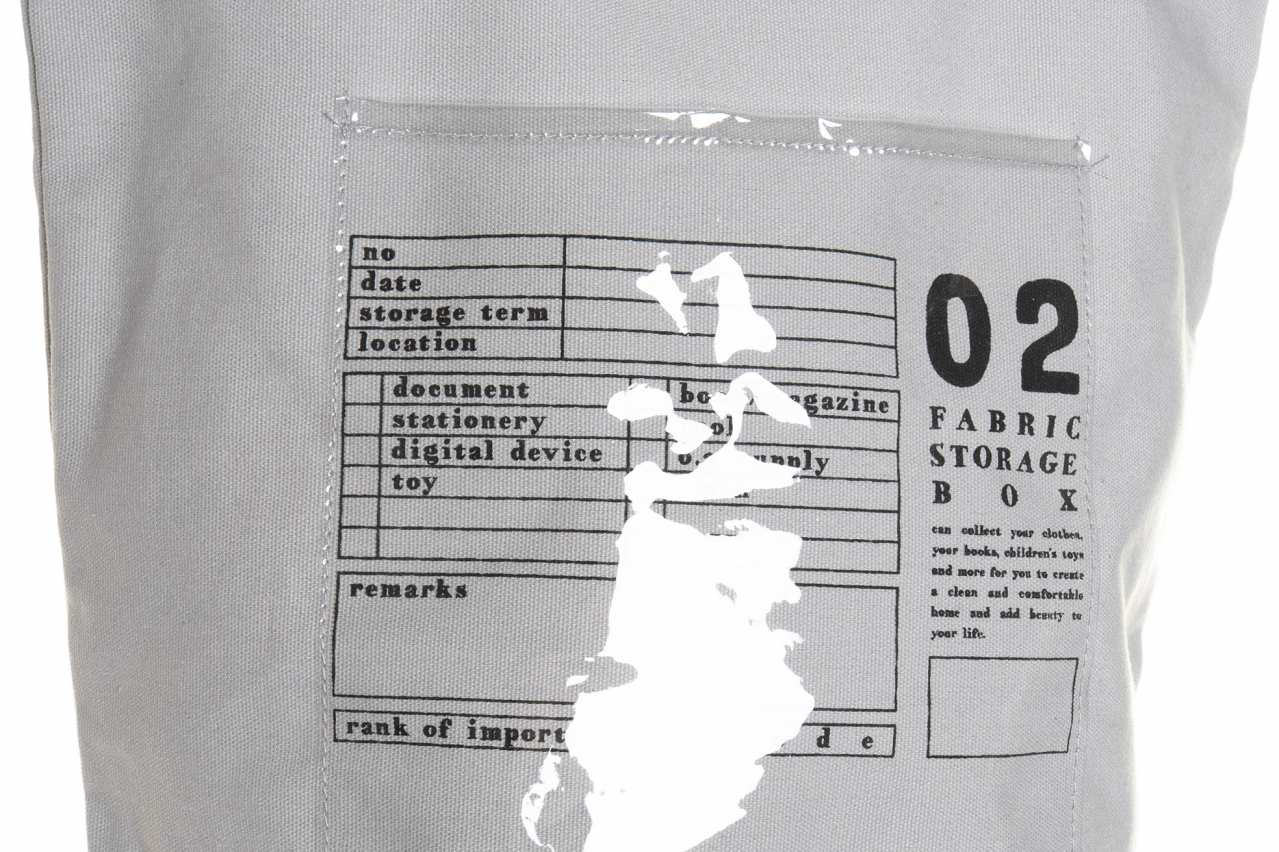 no
date
storage term
location
document
stationery
digital device
toy
remarks
rank of
d e
02
FABRIC
STORAGE
BOX
can collect your clothes,
your books, children's toys
and more for you to create
a clean and comfortable
home and add beauty to
your life.